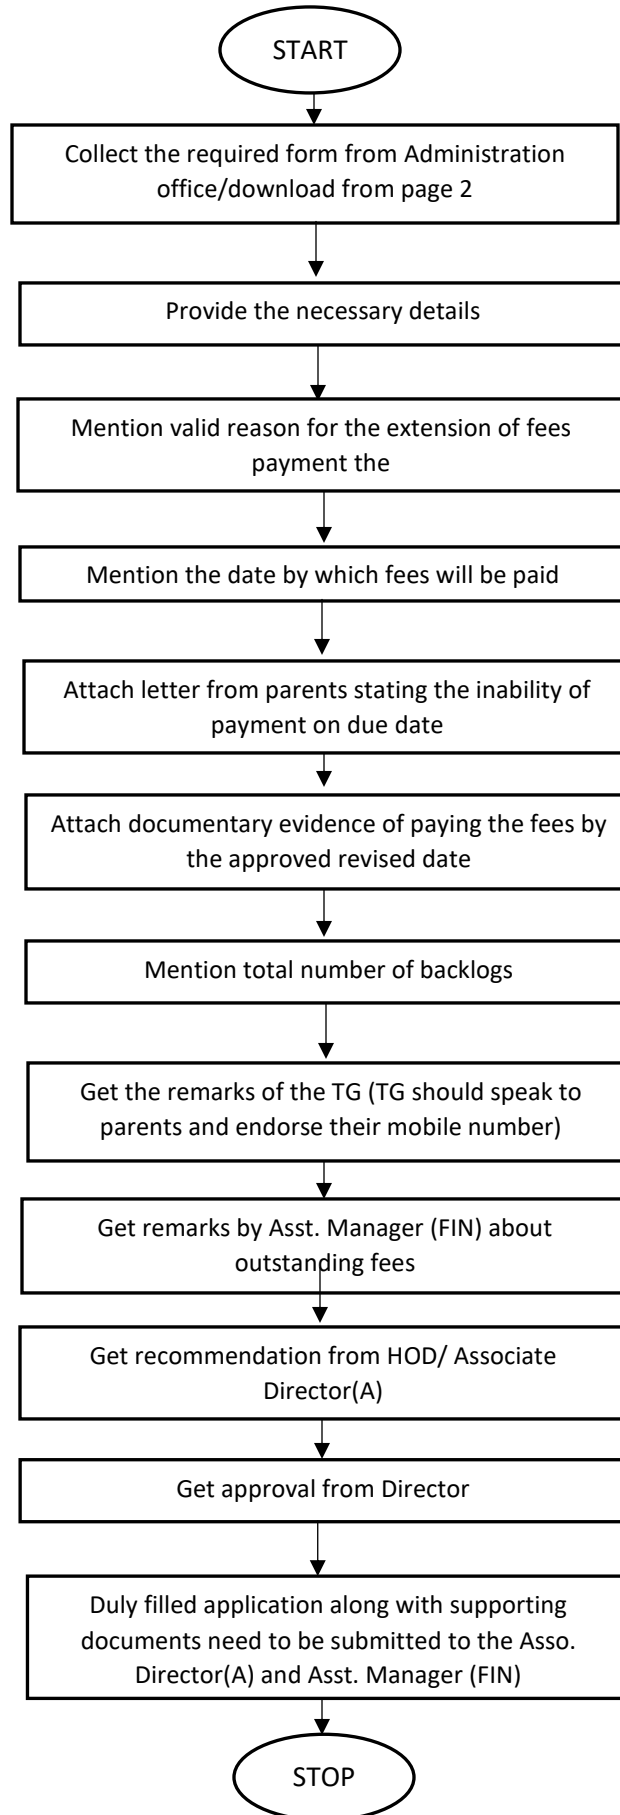 START
Collect the required form from Administration
office/download from page 2
Provide the necessary details
Mention valid reason for the extension of fees
payment the
Mention the date by which fees will be paid
Attach letter from parents stating the inability of
payment on due date
Attach documentary evidence of paying the fees by
the approved revised date
Mention total number of backlogs
Get the remarks of the TG (TG should speak to
parents and endorse their mobile number)
Get remarks by Asst. Manager (FIN) about
outstanding fees
Get recommendation from HOD/ Associate
Director(A)
Get approval from Director
Duly filled application along with supporting
documents need to be submitted to the Asso.
Director(A) and Asst. Manager (FIN)
STOP